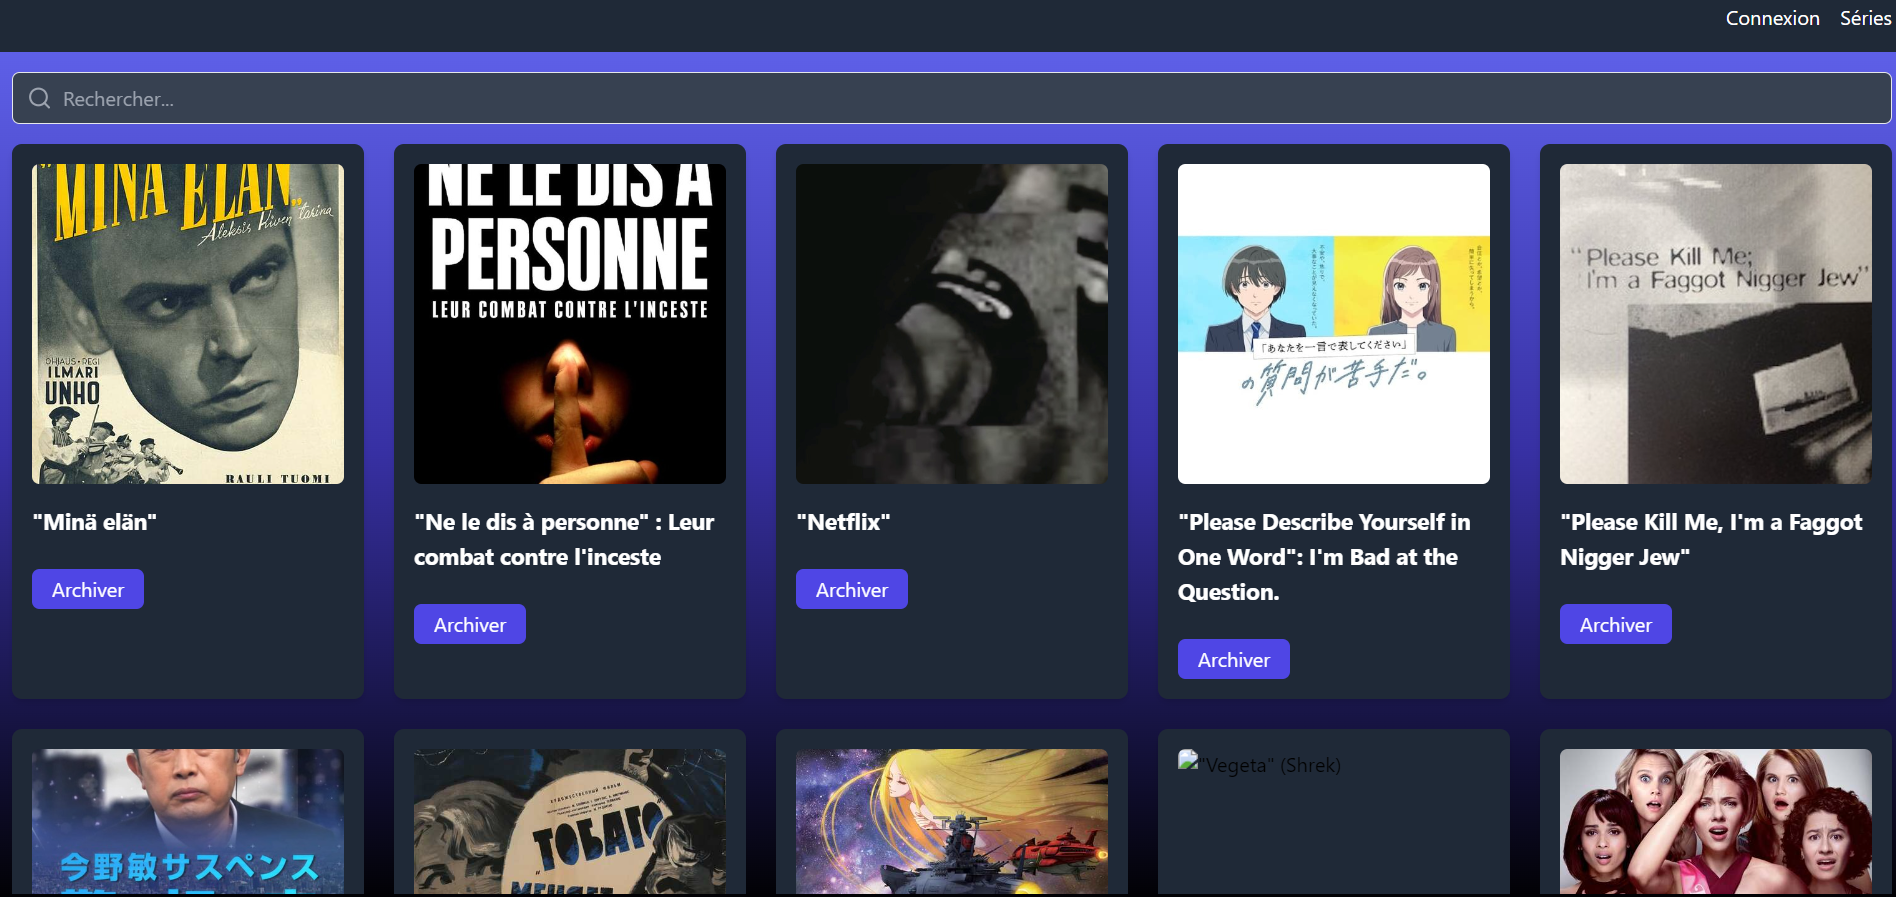 Connexion Séries
Rechercher...
"MINÄ ELÄN"
Aleksis Kiven tarina
OHJAUS-REGI
ILMARI
UNHO
RAULI TUOMI
NE LE DIS À
PERSONNE
LEUR COMBAT CONTRE L'INCESTE
「あなたを一言で表してください」
の質問が苦手だ。
"Please Kill Me;
I'm a Faggot Nigger Jew"
"Minä elän"
Archiver
"Ne le dis à personne" : Leur
combat contre l'inceste
Archiver
"Netflix"
Archiver
"Please Describe Yourself in
One Word": I'm Bad at the
Question.
Archiver
"Please Kill Me, I'm a Faggot
Nigger Jew"
Archiver
今野敏サスペンス
ХУДОЖЕСТВЕННЫЙ ФИЛЬМ
"ТОБАГО"
МЕНЯЕТ
"Vegeta" (Shrek)